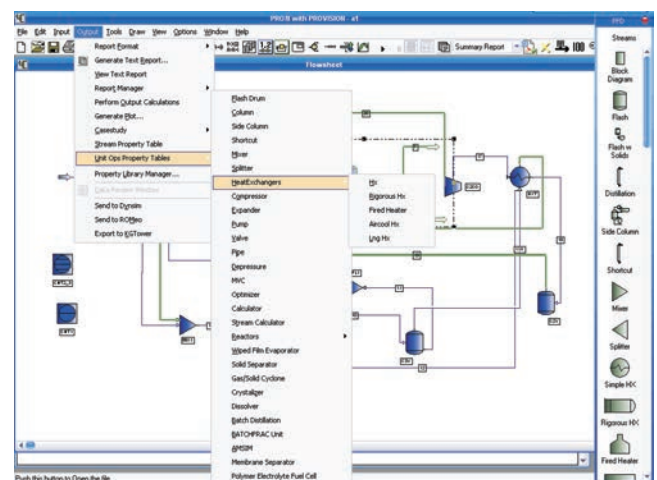 PRO/II with PROVISION - et
File Edit Input Output Tools Draw View Options Window Help
Summary Report
Flowsheet
Report Format
Generate Text Report...
View Text Report
Report Manager
Perform Output Calculations
Generate Plot...
Casestudy
Stream Property Table
Unit Ops Property Tables
Property Library Manager...
Data Review Window
Send to Dynsim
Send to ROMeo
Export to KGTower
Flash Drum
Column
Side Column
Shortcut
Mixer
Splitter
HeatExchangers
Compressor
Expander
Pump
Valve
Pipe
Depressure
MVC
Optimizer
Calculator
Stream Calculator
Reactors
Wiped Film Evaporator
Solid Separator
Gas/Solid Cyclone
Crystallizer
Dissolver
Batch Distillation
BATCHFRAC Unit
AMSIM
Membrane Separator
Polymer Electrolyte Fuel Cell
Hx
Rigorous Hx
Fired Heater
Aircool Hx
Lng Hx
PFD
Streams
Block
Diagram
Flash
Flash w
Solids
Distillation
Side Column
Shortcut
Mixer
Splitter
Simple HX
Rigorous HX
Fired Heater
Push this button to Open the file